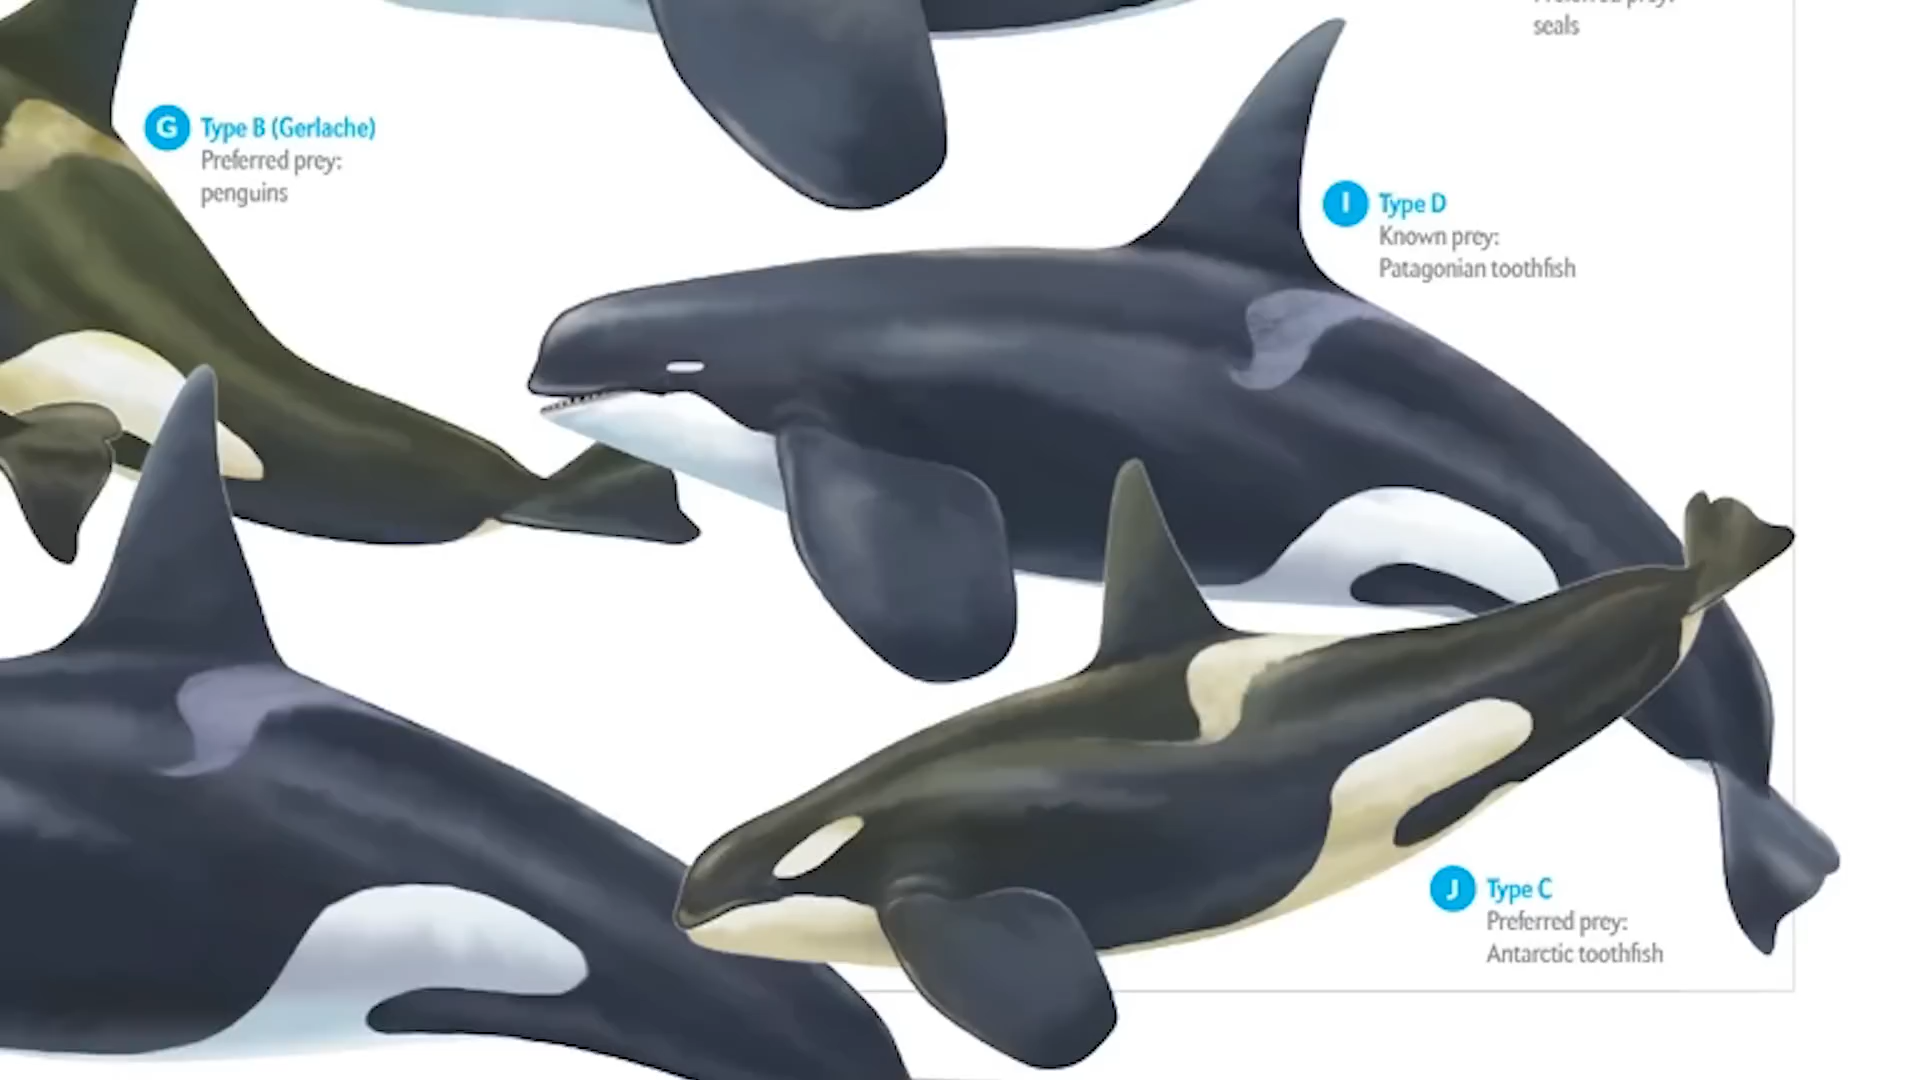 seals
G Type B (Gerlache)
Preferred prey:
penguins
I Type D
Known prey:
Patagonian toothfish
J Type C
Preferred prey:
Antarctic toothfish